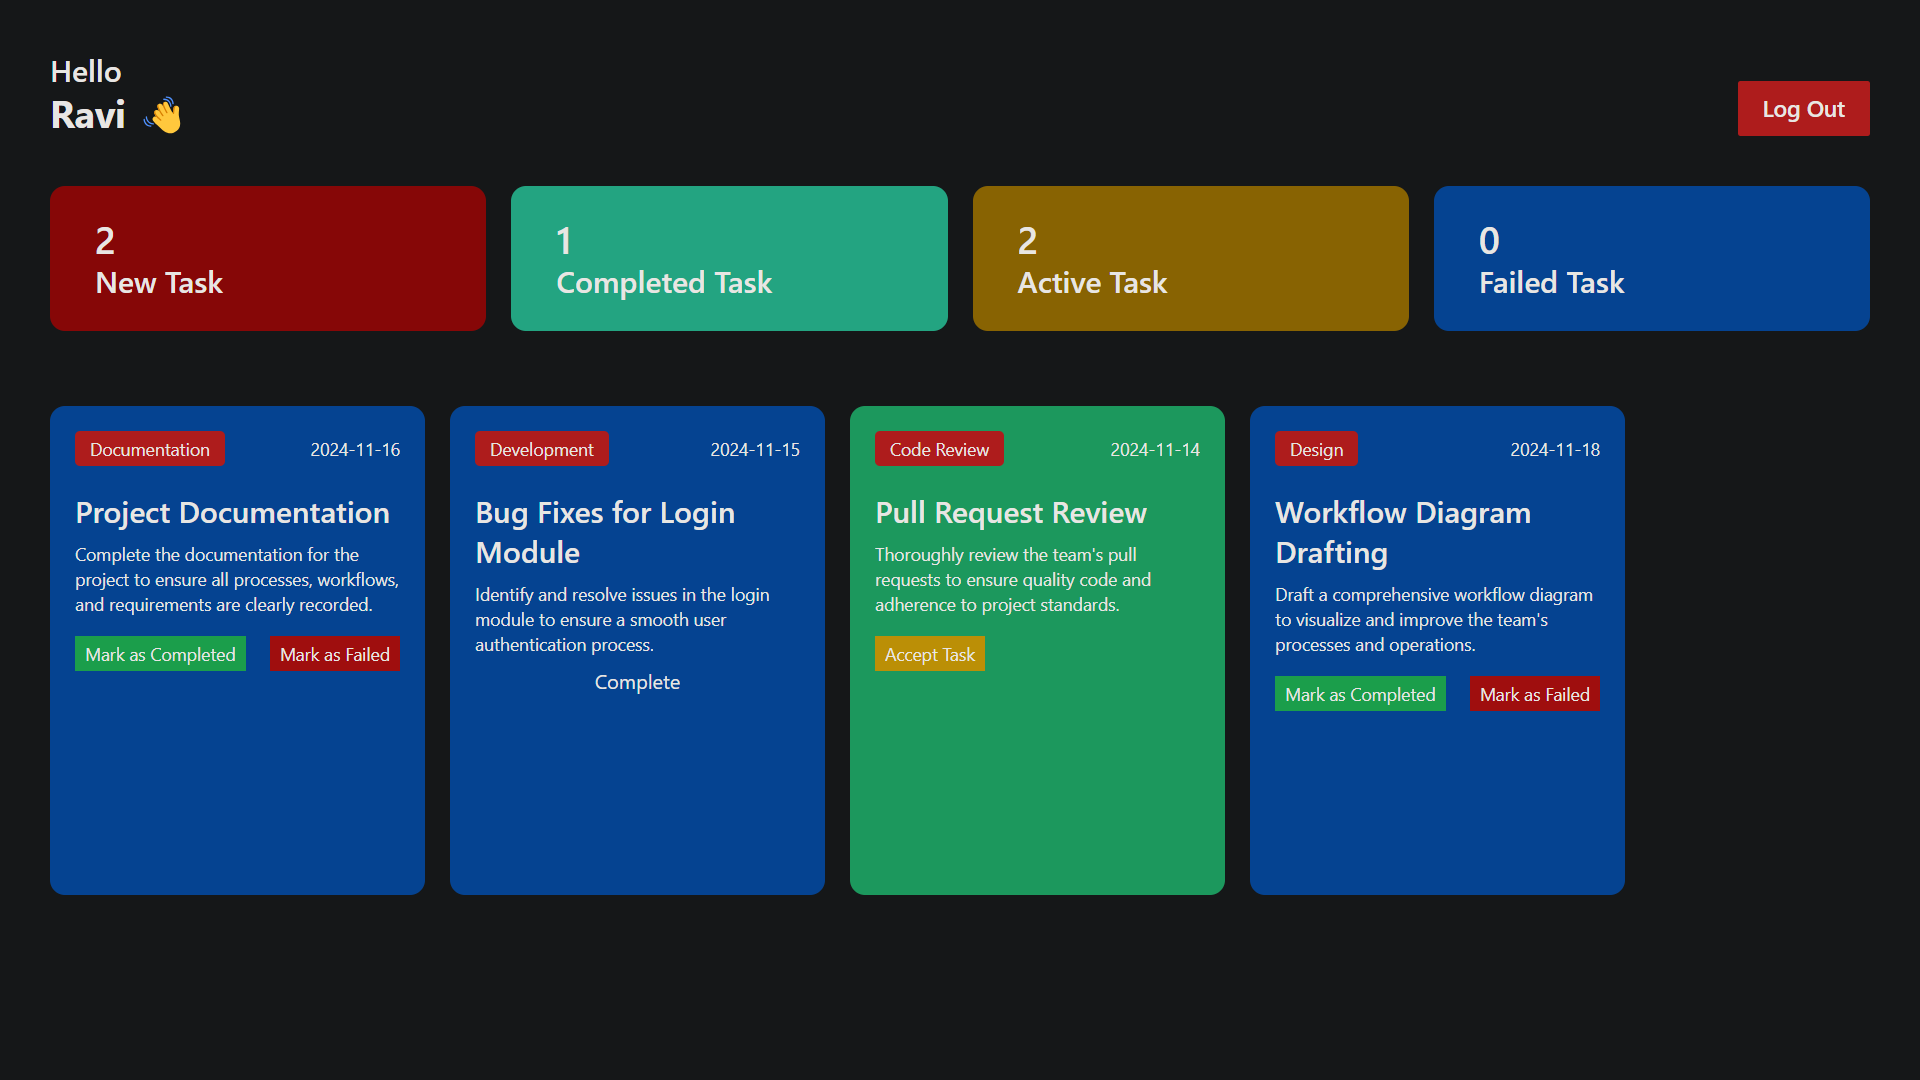 Hello
Ravi 👋
Log Out
2
New Task
1
Completed Task
2
Active Task
0
Failed Task
Documentation
2024-11-16
Project Documentation
Complete the documentation for the
project to ensure all processes, workflows,
and requirements are clearly recorded.
Mark as Completed
Mark as Failed
Development
2024-11-15
Bug Fixes for Login
Module
Identify and resolve issues in the login
module to ensure a smooth user
authentication process.
Complete
Code Review
2024-11-14
Pull Request Review
Thoroughly review the team's pull
requests to ensure quality code and
adherence to project standards.
Accept Task
Design
2024-11-18
Workflow Diagram
Drafting
Draft a comprehensive workflow diagram
to visualize and improve the team's
processes and operations.
Mark as Completed
Mark as Failed